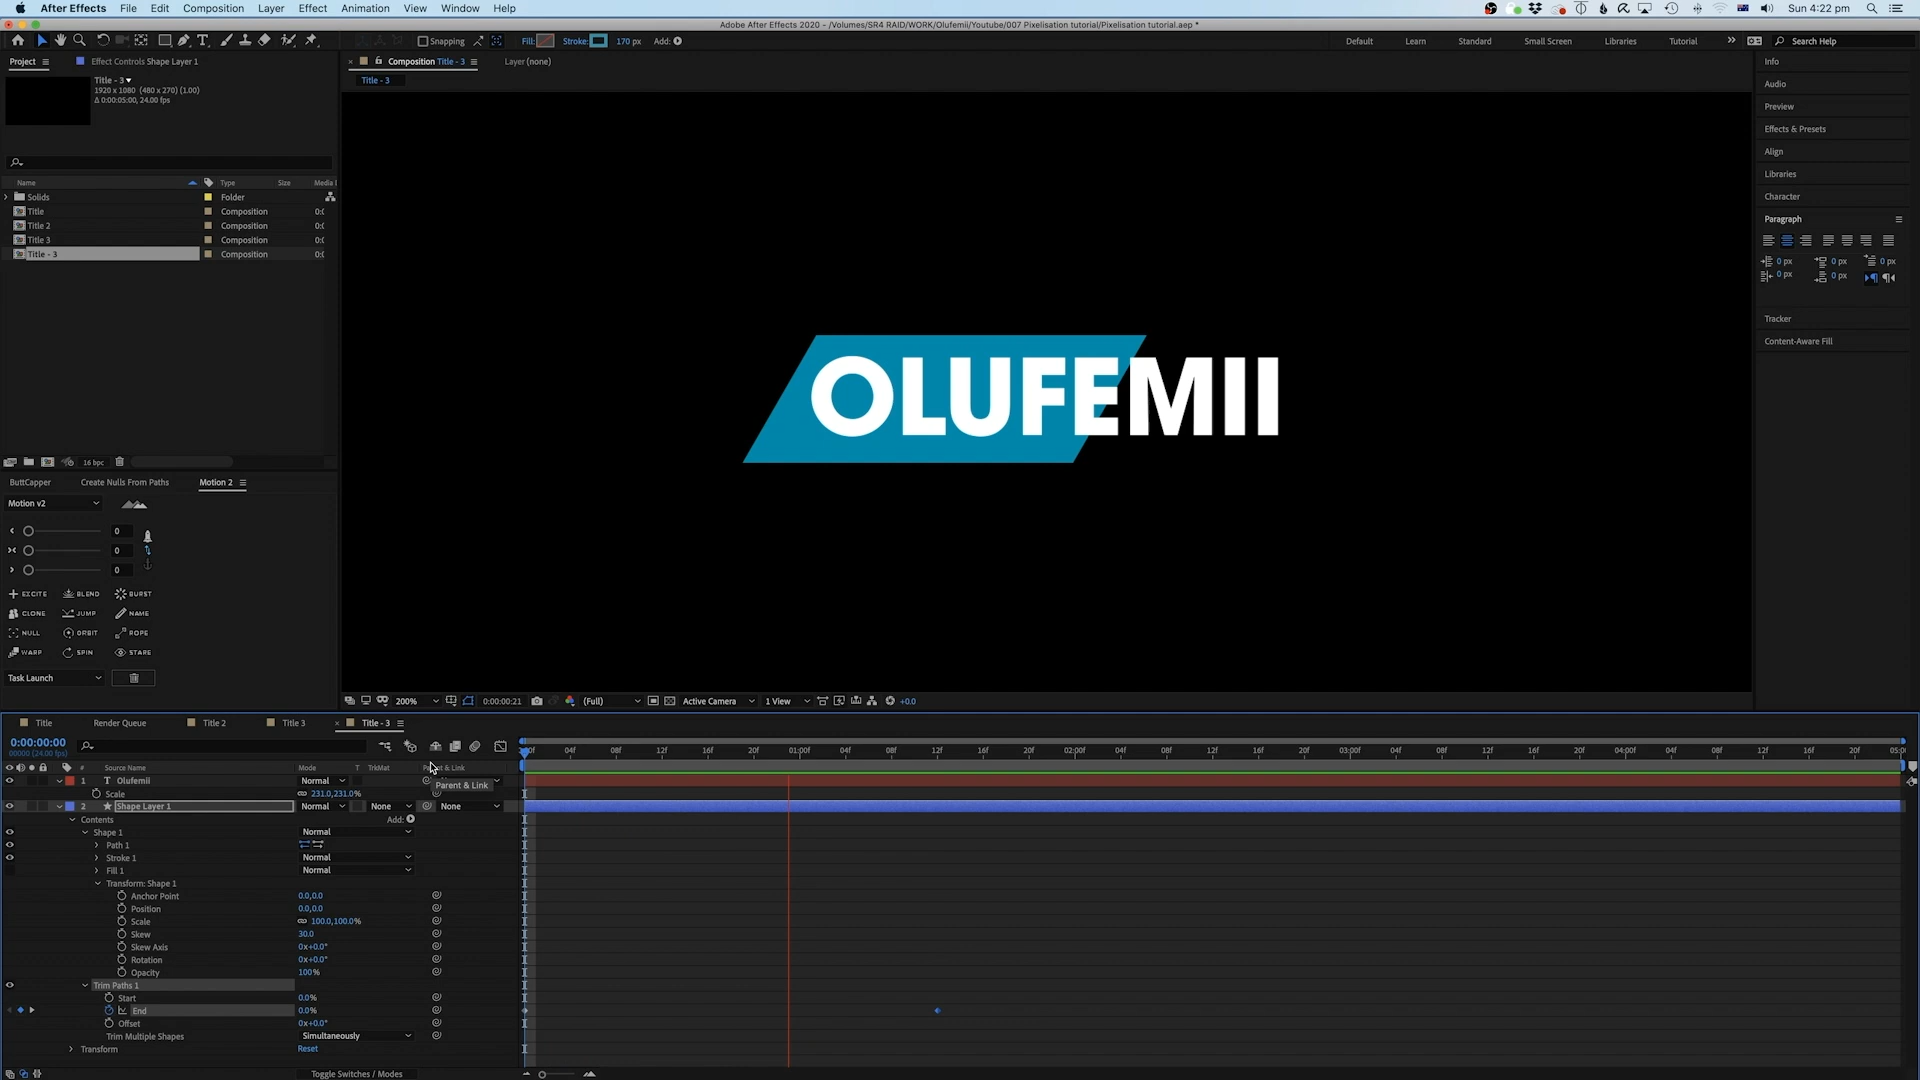 After Effects File Edit Composition Layer Effect Animation View Window Help Sun 4:22 pm
Adobe After Effects 2020 - /Volumes/SR4 RAID/WORK/Olufemii/Youtube/007 Pixelisation tutorial/Pixelisation tutorial.aep *
Snapping Fill: Stroke: 170 px Add: Default Learn Standard Small Screen Libraries Tutorial Search Help
Project Effect Controls Shape Layer 1 Composition Title - 3 Layer (none) Info
Title - 3
Title - 3
1920 x 1080 (480 x 270) (1.00)
Δ 0:00:05:00, 24.00 fps
Audio
Preview
Effects & Presets
Align
Libraries
Character
Paragraph
0 px 0 px 0 px
0 px 0 px
Tracker
Content-Aware Fill
Name Type Size Media
Solids Folder
Title Composition 0:0
Title 2 Composition 0:0
Title 3 Composition 0:0
Title - 3 Composition 0:0
OLUFEMII
16 bpc
ButtCapper Create Nulls From Paths Motion 2
Motion v2
0
0
0
EXCITE BLEND BURST
CLONE JUMP NAME
NULL ORBIT ROPE
WARP SPIN STARE
Task Launch
200% 0:00:00:21 (Full) Active Camera 1 View +0.0
Title Render Queue Title 2 Title 3 Title - 3
0:00:00:00
00000 (24.00 fps)
04f 08f 12f 16f 20f 01:00f 04f 08f 12f 16f 20f 02:00f 04f 08f 12f 16f 20f 03:00f 04f 08f 12f 16f 20f 04:00f 04f 08f 12f 16f 20f
# Source Name Mode T TrkMat
1 T Olufemii Normal
Parent & Link
Scale 231.0,231.0%
2 Shape Layer 1 Normal None None
Contents Add:
Shape 1 Normal
Path 1
Stroke 1 Normal
Fill 1 Normal
Transform: Shape 1
Anchor Point 0.0,0.0
Position 0.0,0.0
Scale 100.0,100.0%
Skew 30.0
Skew Axis 0x+0.0°
Rotation 0x+0.0°
Opacity 100%
Trim Paths 1
Start 0.0%
End 0.0%
Offset 0x+0.0°
Trim Multiple Shapes Simultaneously
Transform Reset
Toggle Switches / Modes